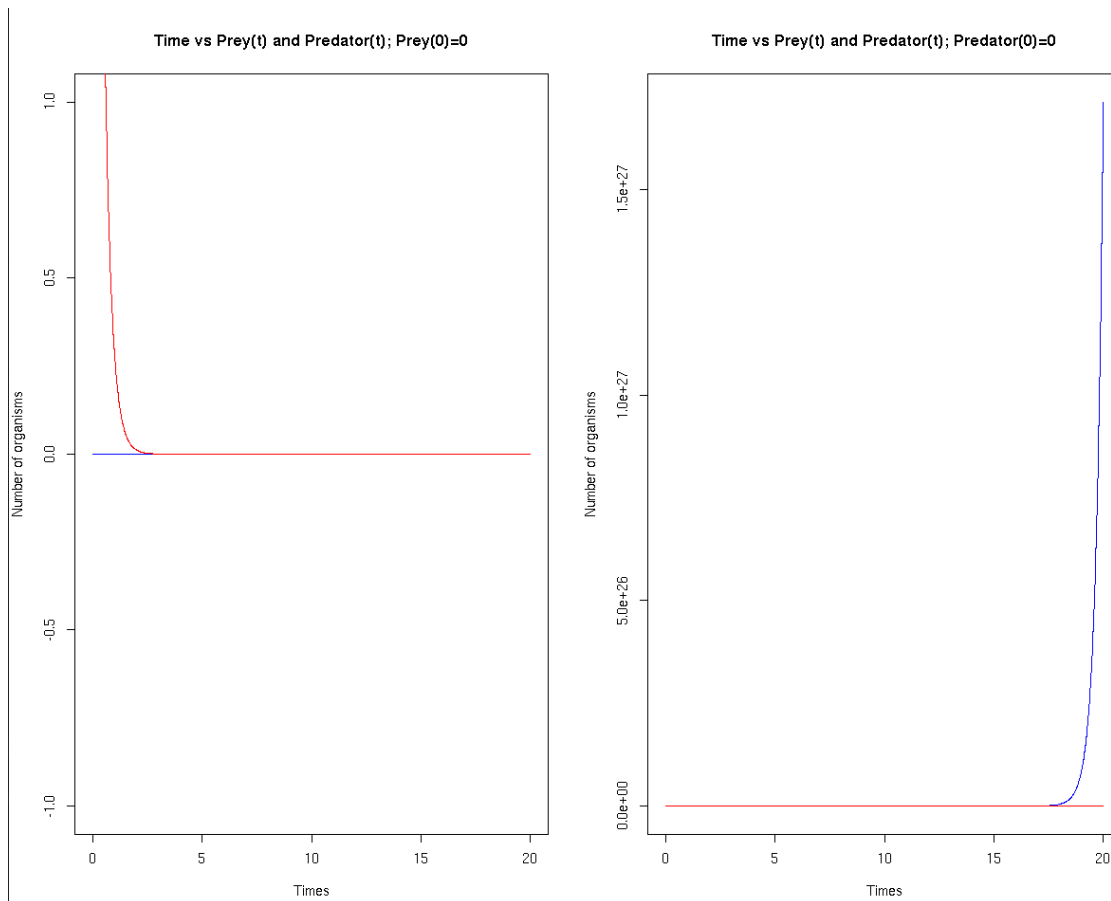 Time vs Prey(t) and Predator(t); Prey(0)=0
Number of organisms
1.0
0.5
0.0
-0.5
-1.0
0 5 10 15 20
Times
Time vs Prey(t) and Predator(t); Predator(0)=0
Number of organisms
1.5e+27
1.0e+27
5.0e+26
0.0e+00
0 5 10 15 20
Times